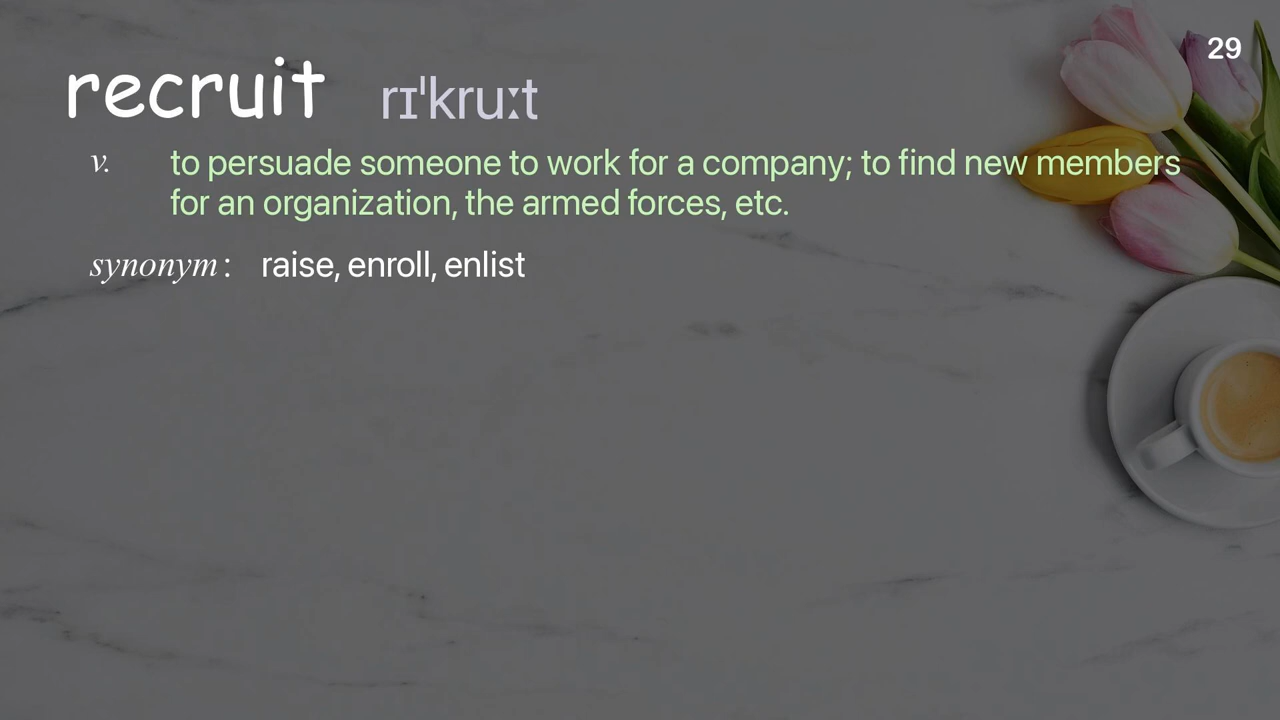 29
recruit rɪˈkruːt
v. to persuade someone to work for a company; to find new members
for an organization, the armed forces, etc.
synonym : raise, enroll, enlist